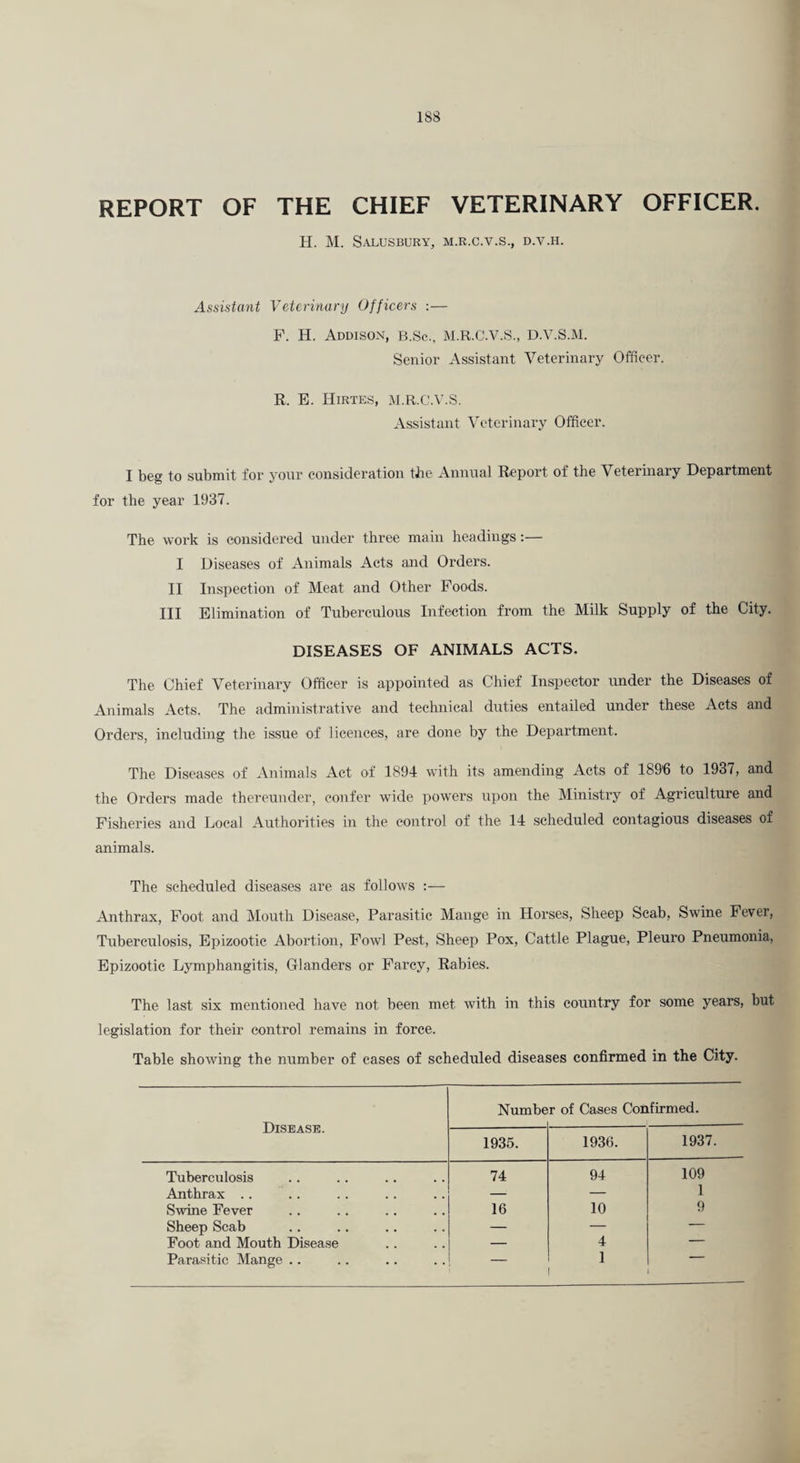 188
REPORT OF THE CHIEF VETERINARY OFFICER.
H. M. SALUSBURY, M.R.C.V.S., D.V.H.
Assistant Veterinary Officers :—
F. H. ADDISON, B.Sc., M.R.C.V.S., D.V.S.M.
Senior Assistant Veterinary Officer.
R. E. HIRTES, M.R.C.V.S.
Assistant Veterinary Officer.
I beg to submit for your consideration the Annual Report of the Veterinary Department
for the year 1937.
The work is considered under three main headings:—
I Diseases of Animals Acts and Orders.
II Inspection of Meat and Other Foods.
III Elimination of Tuberculous Infection from the Milk Supply of the City.
DISEASES OF ANIMALS ACTS.
The Chief Veterinary Officer is appointed as Chief Inspector under the Diseases of
Animals Acts. The administrative and technical duties entailed under these Acts and
Orders, including the issue of licences, are done by the Department.
The Diseases of Animals Act of 1894 with its amending Acts of 1896 to 1937, and
the Orders made thereunder, confer wide powers upon the Ministry of Agriculture and
Fisheries and Local Authorities in the control of the 14 scheduled contagious diseases of
animals.
The scheduled diseases are as follows :—
Anthrax, Foot and Mouth Disease, Parasitic Mange in Horses, Sheep Scab, Swine Fever,
Tuberculosis, Epizootic Abortion, Fowl Pest, Sheep Pox, Cattle Plague, Pleuro Pneumonia,
Epizootic Lymphangitis, Glanders or Farcy, Rabies.
The last six mentioned have not been met with in this country for some years, but
legislation for their control remains in force.
Table showing the number of cases of scheduled diseases confirmed in the City.
DISEASE. Number of Cases Confirmed.
1935. 1936. 1937.
Tuberculosis .. .. .. .. 74 94 109
Anthrax .. .. .. .. .. — — 1
Swine Fever .. .. .. .. 16 10 9
Sheep Scab .. .. .. .. — — —
Foot and Mouth Disease .. .. — 4 —
Parasitic Mange .. .. .. .. — 1 —